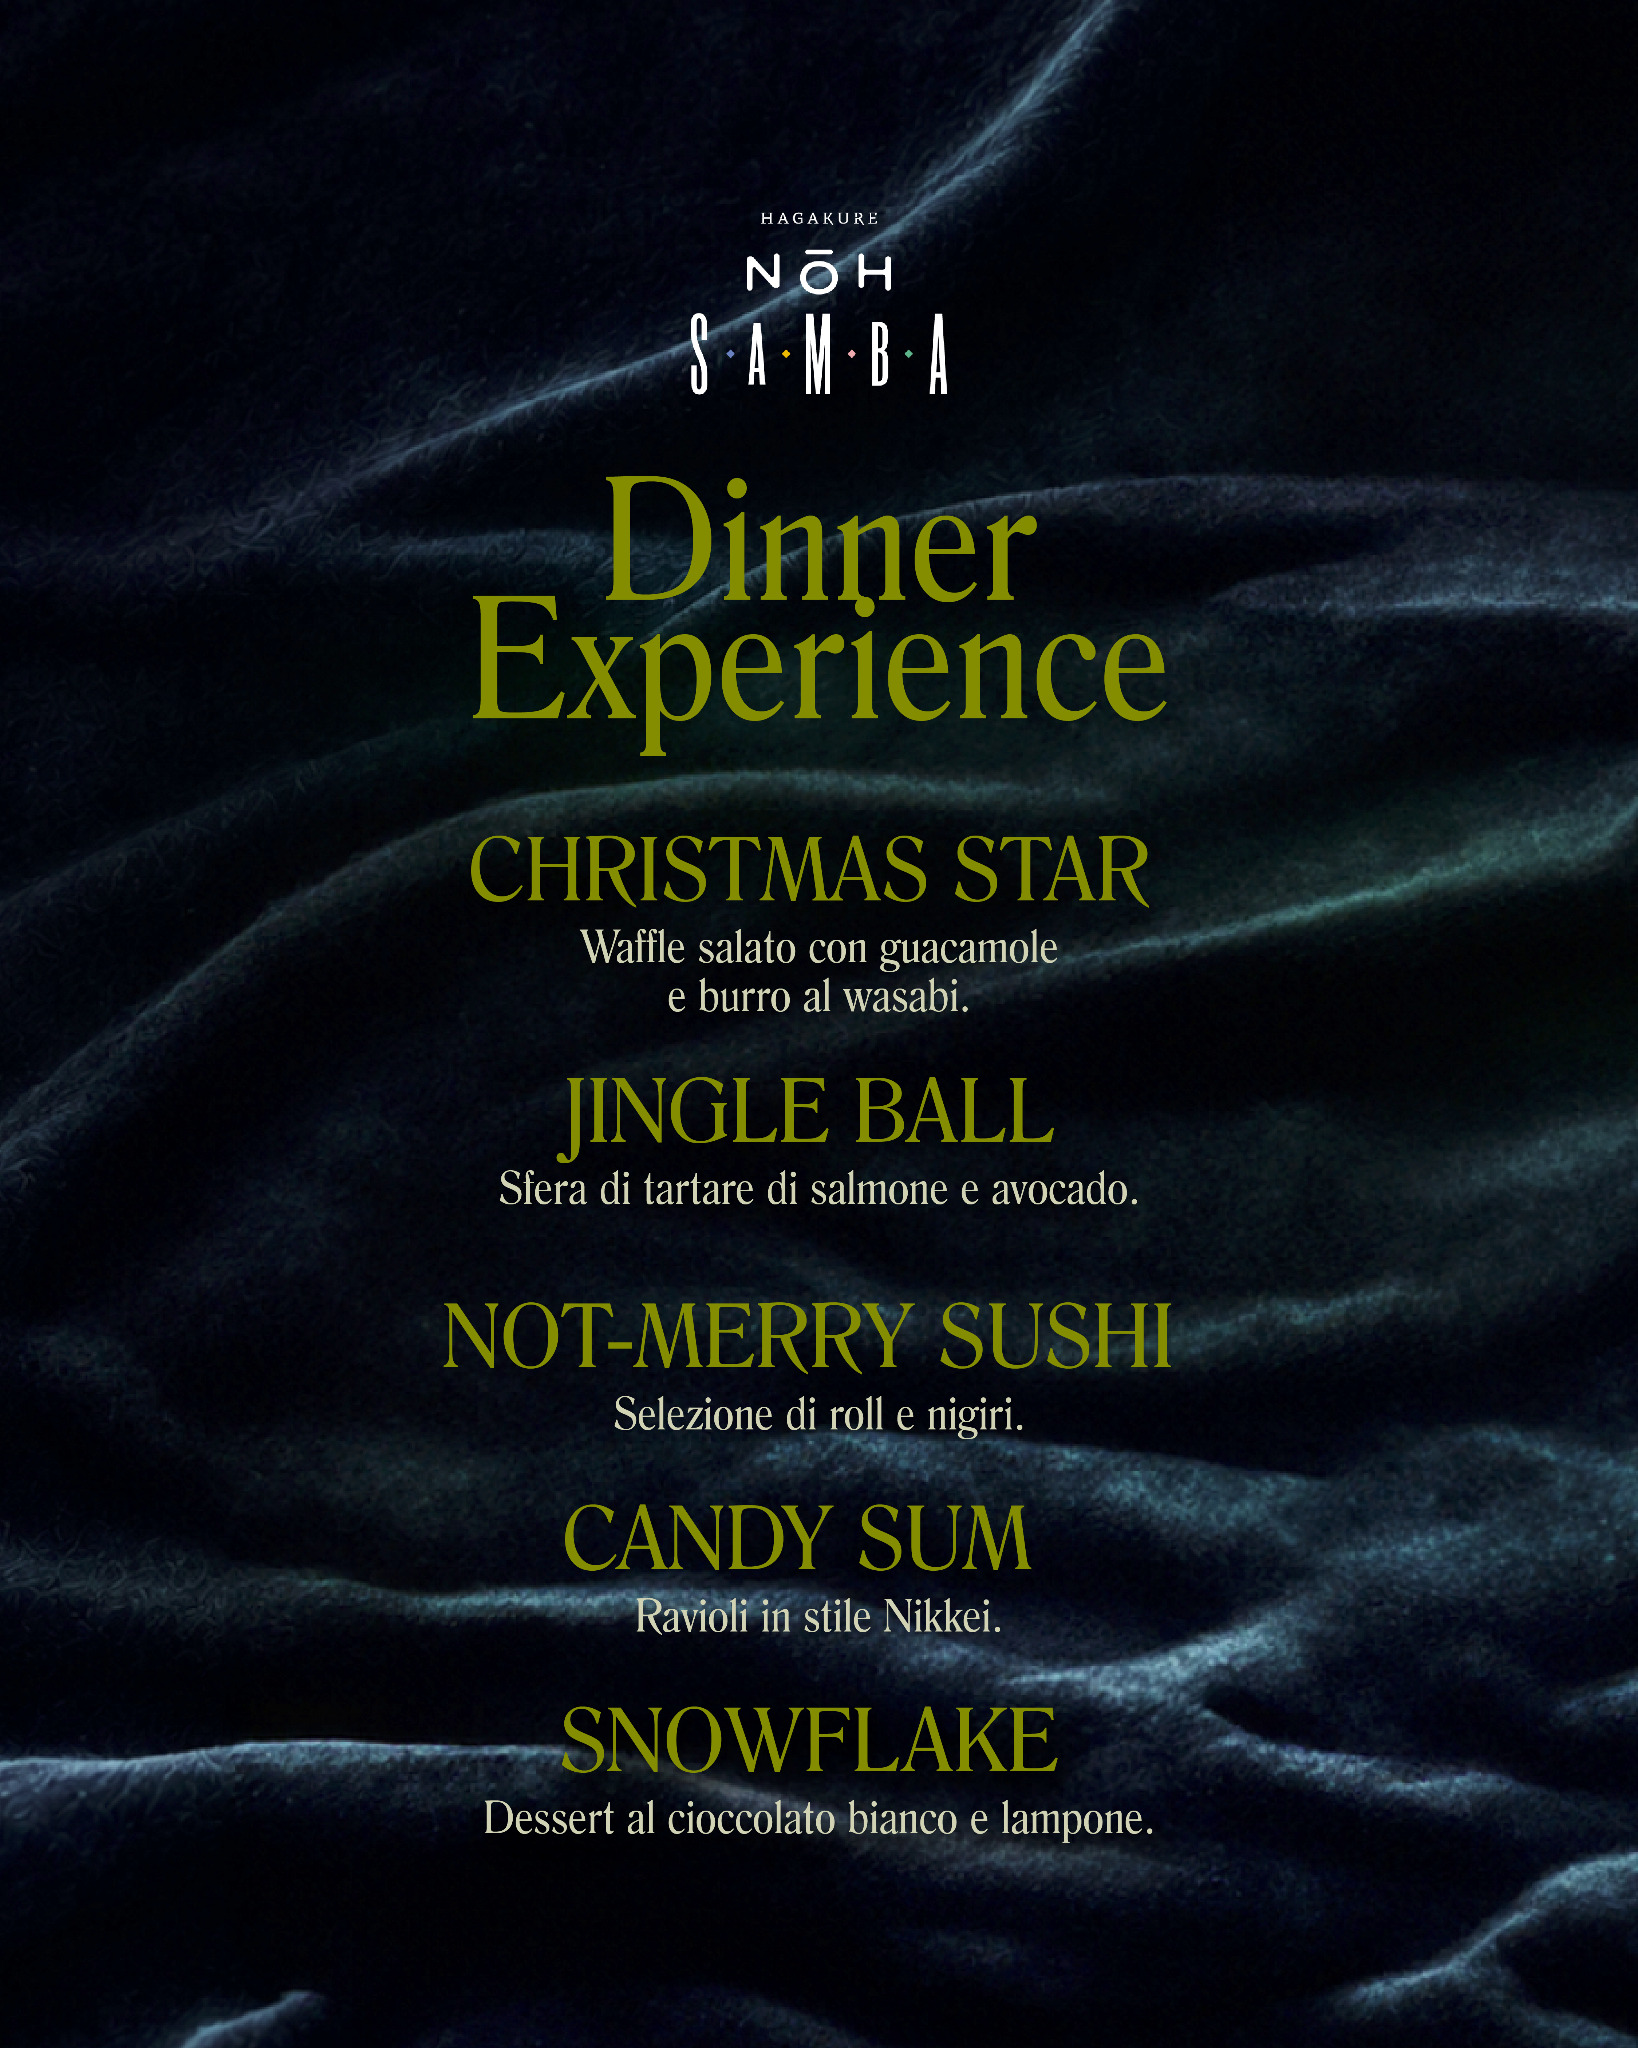 HAGAKURE
NŌH
S·A·M·B·A
Dinner
Experience
CHRISTMAS STAR
Waffle salato con guacamole
e burro al wasabi.
JINGLE BALL
Sfera di tartare di salmone e avocado.
NOT-MERRY SUSHI
Selezione di roll e nigiri.
CANDY SUM
Ravioli in stile Nikkei.
SNOWFLAKE
Dessert al cioccolato bianco e lampone.